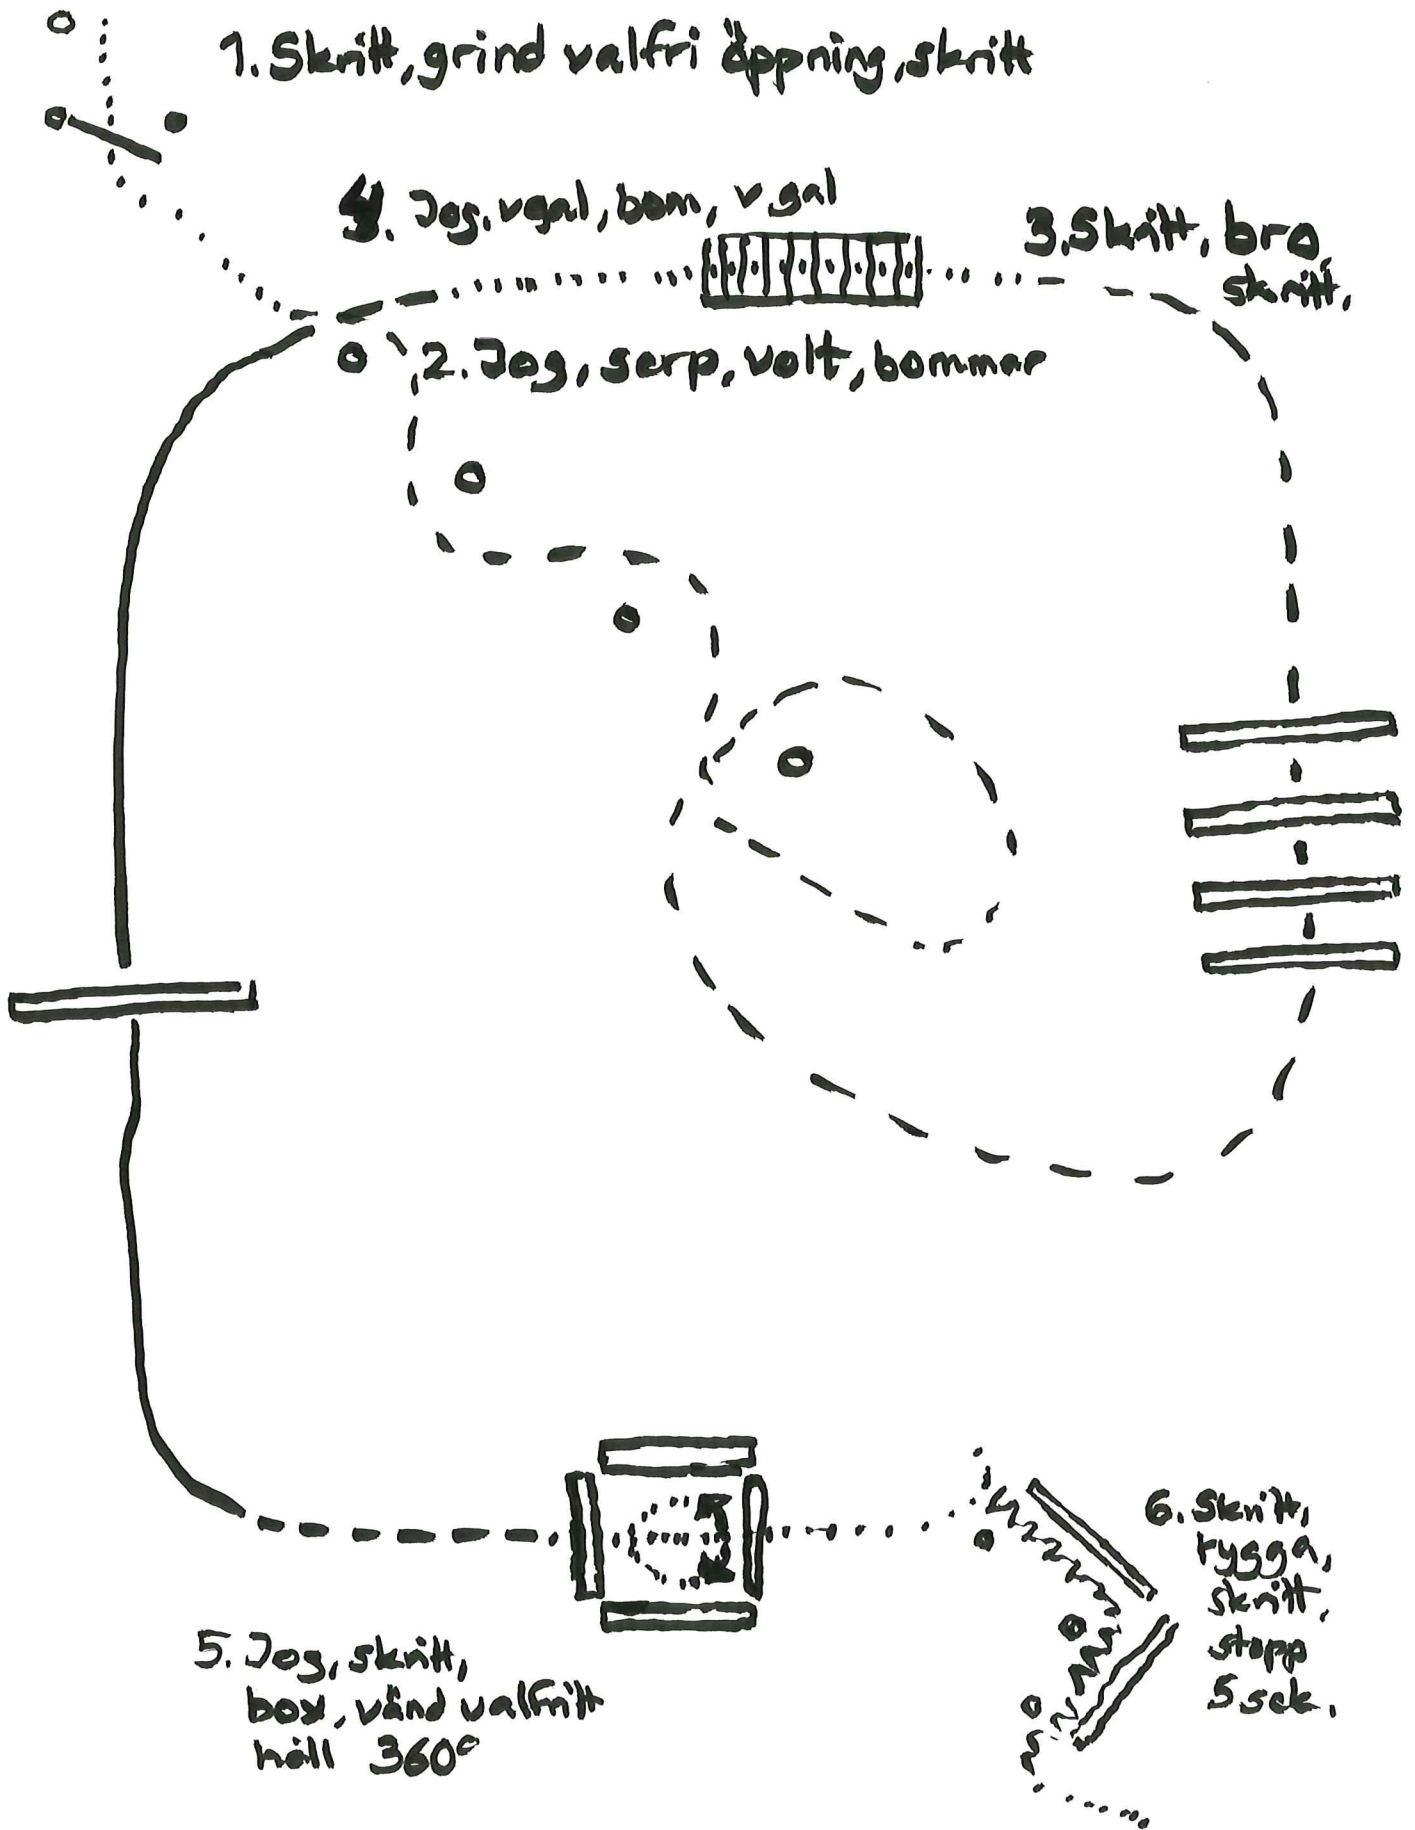 1. Skritt, grind valfri öppning, skritt
4. Jog, vgal, bom, v gal
3. Skritt, bro,
skritt.
2. Jog, serp, volt, bommar
5. Jog, skritt,
box, vänd valfritt
håll 360°
6. Skritt,
rygga,
skritt,
stopp
5 sek.